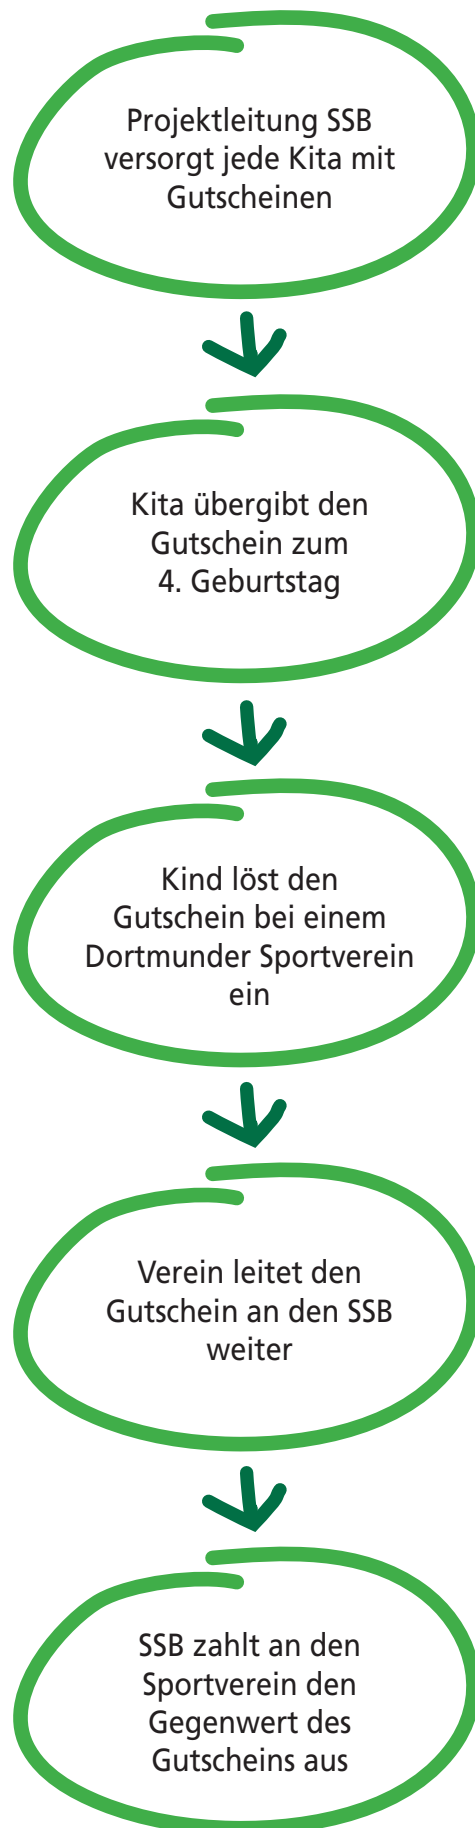 Projektleitung SSB
versorgt jede Kita mit
Gutscheinen
Kita übergibt den
Gutschein zum
4. Geburtstag
Kind löst den
Gutschein bei einem
Dortmunder Sportverein
ein
Verein leitet den
Gutschein an den SSB
weiter
SSB zahlt an den
Sportverein den
Gegenwert des
Gutscheins aus